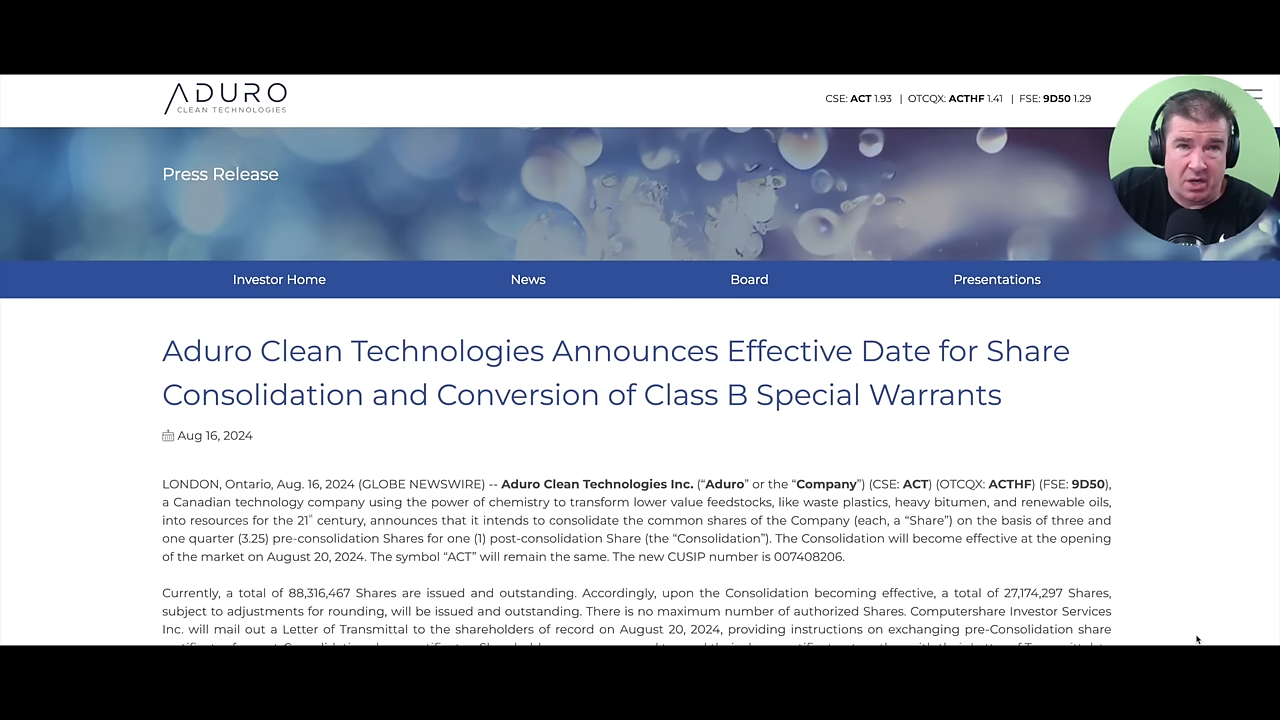 ADURO
CLEAN TECHNOLOGIES
CSE: ACT 1.93 | OTCQX: ACTHF 1.41 | FSE: 9D50 1.29
Press Release
Investor Home
News
Board
Presentations
Aduro Clean Technologies Announces Effective Date for Share
Consolidation and Conversion of Class B Special Warrants
Aug 16, 2024
LONDON, Ontario, Aug. 16, 2024 (GLOBE NEWSWIRE) -- Aduro Clean Technologies Inc. (“Aduro” or the “Company”) (CSE: ACT) (OTCQX: ACTHF) (FSE: 9D50),
a Canadian technology company using the power of chemistry to transform lower value feedstocks, like waste plastics, heavy bitumen, and renewable oils,
into resources for the 21st century, announces that it intends to consolidate the common shares of the Company (each, a “Share”) on the basis of three and
one quarter (3.25) pre-consolidation Shares for one (1) post-consolidation Share (the “Consolidation”). The Consolidation will become effective at the opening
of the market on August 20, 2024. The symbol “ACT” will remain the same. The new CUSIP number is 007408206.
Currently, a total of 88,316,467 Shares are issued and outstanding. Accordingly, upon the Consolidation becoming effective, a total of 27,174,297 Shares,
subject to adjustments for rounding, will be issued and outstanding. There is no maximum number of authorized Shares. Computershare Investor Services
Inc. will mail out a Letter of Transmittal to the shareholders of record on August 20, 2024, providing instructions on exchanging pre-Consolidation share